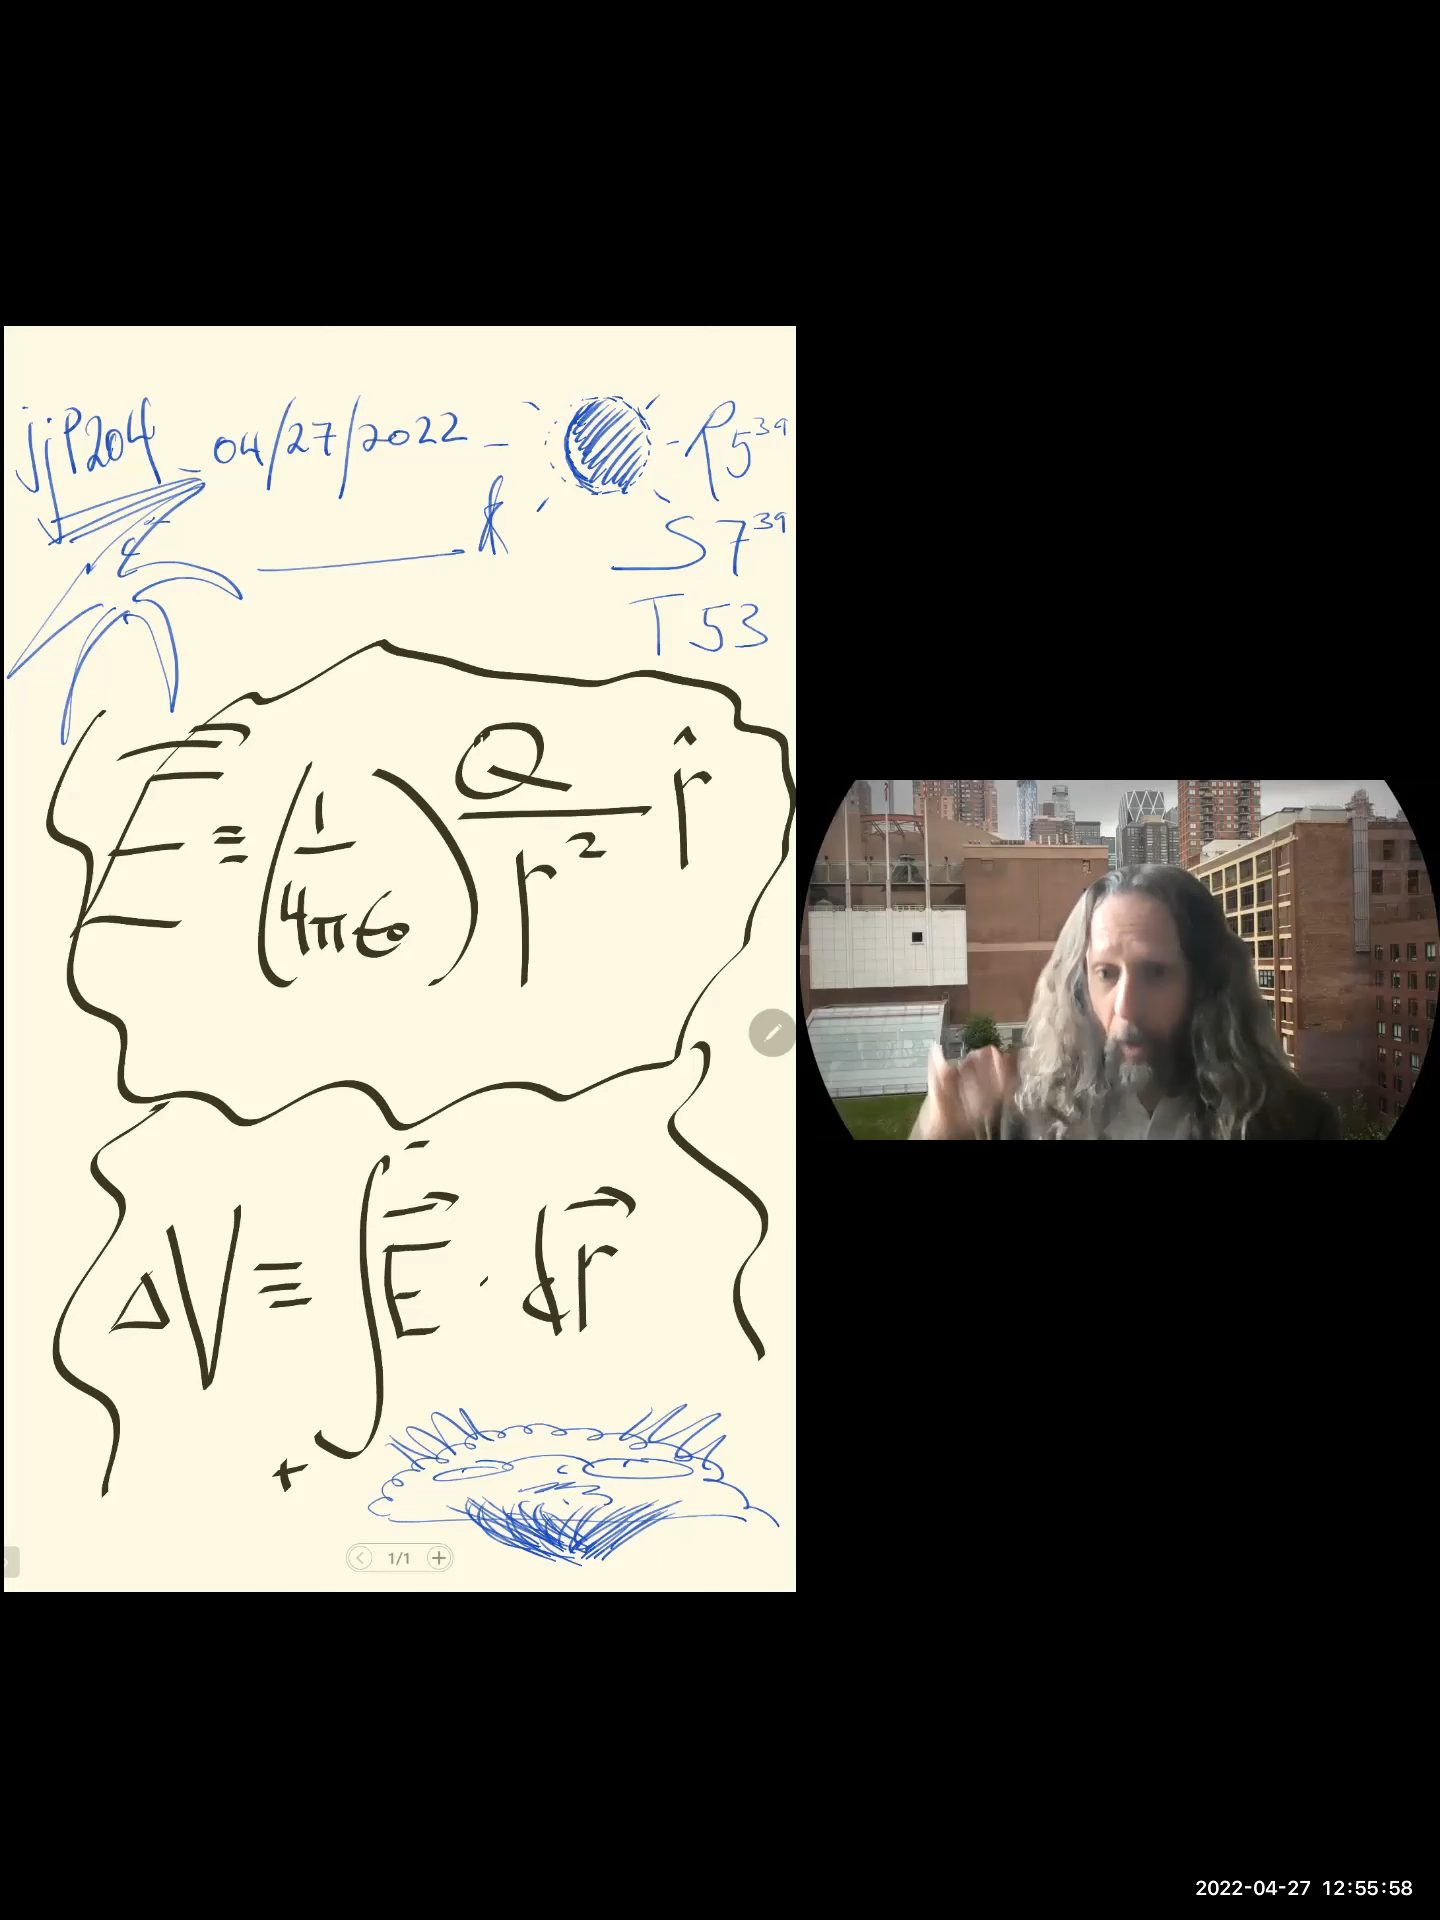 jjP204 - 04/27/2022 - - R5³⁹
S7³⁹
T53
E⃗ = (1/4πε₀) Q/r² r̂
ΔV ≡ ∫₊⁻ E⃗ · dr⃗
1/1
2022-04-27 12:55:58